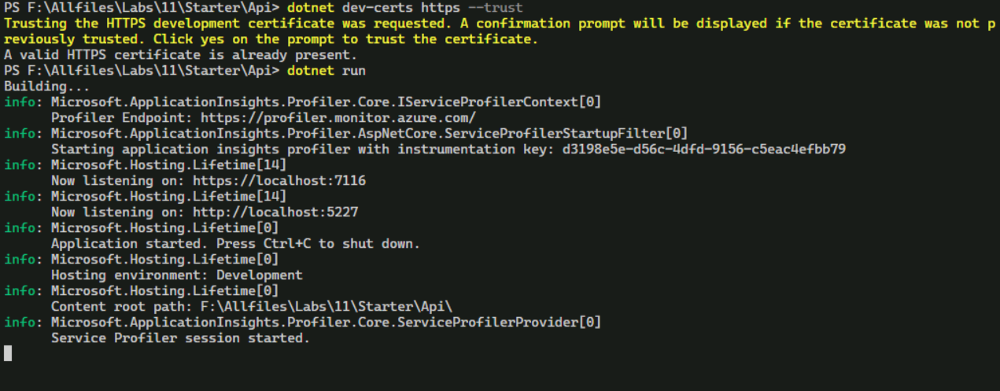 PS F:\Allfiles\Labs\11\Starter\Api> dotnet dev-certs https --trust
Trusting the HTTPS development certificate was requested. A confirmation prompt will be displayed if the certificate was not p
reviously trusted. Click yes on the prompt to trust the certificate.
A valid HTTPS certificate is already present.
PS F:\Allfiles\Labs\11\Starter\Api> dotnet run
Building...
info: Microsoft.ApplicationInsights.Profiler.Core.IServiceProfilerContext[0]
      Profiler Endpoint: https://profiler.monitor.azure.com/
info: Microsoft.ApplicationInsights.Profiler.AspNetCore.ServiceProfilerStartupFilter[0]
      Starting application insights profiler with instrumentation key: d3198e5e-d56c-4dfd-9156-c5eac4efbb79
info: Microsoft.Hosting.Lifetime[14]
      Now listening on: https://localhost:7116
info: Microsoft.Hosting.Lifetime[14]
      Now listening on: http://localhost:5227
info: Microsoft.Hosting.Lifetime[0]
      Application started. Press Ctrl+C to shut down.
info: Microsoft.Hosting.Lifetime[0]
      Hosting environment: Development
info: Microsoft.Hosting.Lifetime[0]
      Content root path: F:\Allfiles\Labs\11\Starter\Api\
info: Microsoft.ApplicationInsights.Profiler.Core.ServiceProfilerProvider[0]
      Service Profiler session started.